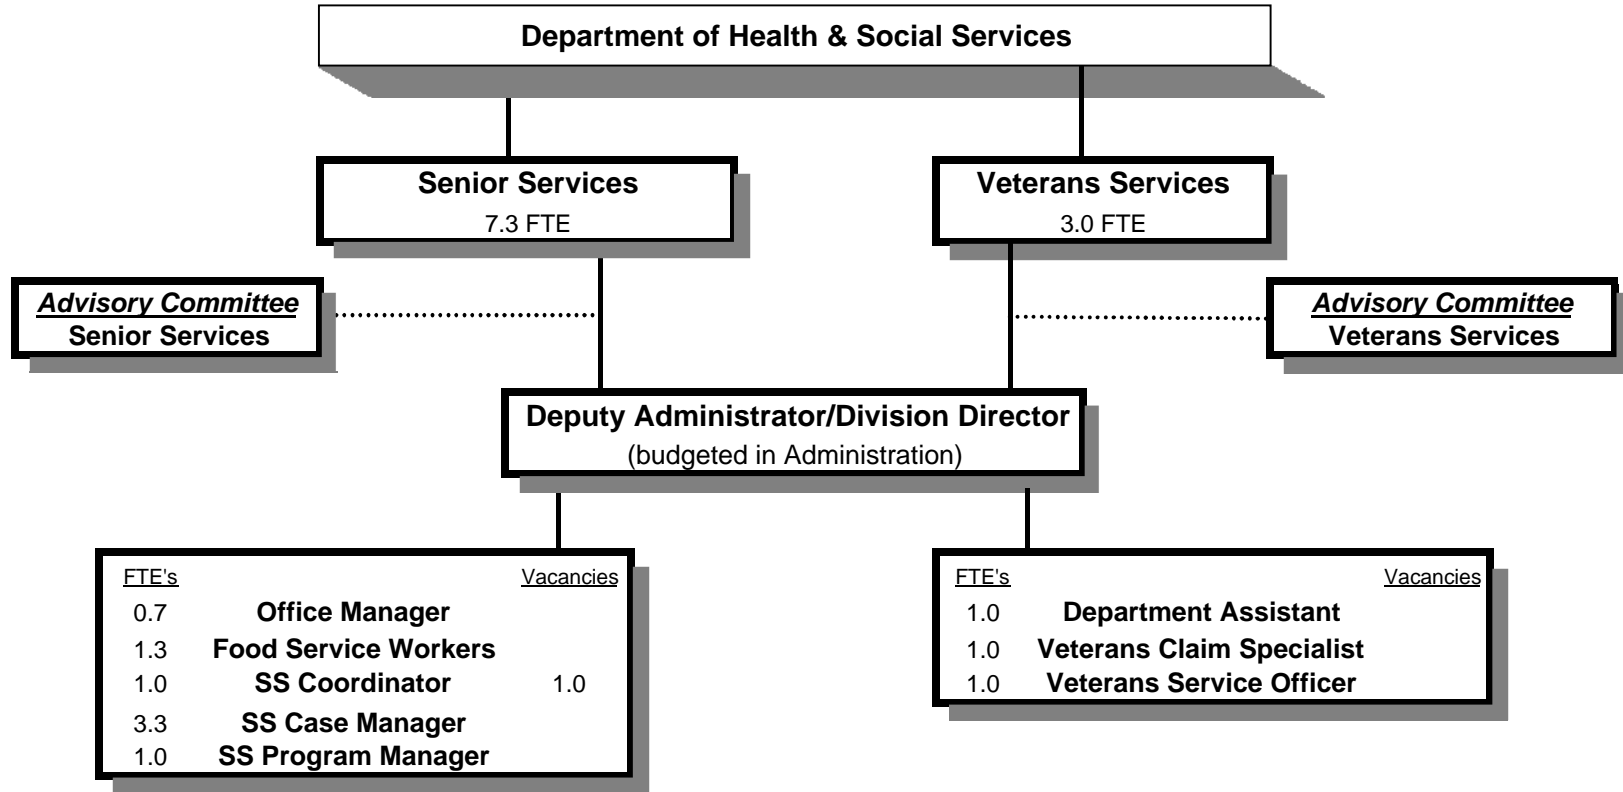 Department of Health & Social Services
Senior Services
7.3 FTE
Veterans Services
3.0 FTE
Advisory Committee
Senior Services
Advisory Committee
Veterans Services
Deputy Administrator/Division Director
(budgeted in Administration)
FTE's Vacancies
0.7 Office Manager
1.3 Food Service Workers
1.0 SS Coordinator 1.0
3.3 SS Case Manager
1.0 SS Program Manager
FTE's Vacancies
1.0 Department Assistant
1.0 Veterans Claim Specialist
1.0 Veterans Service Officer